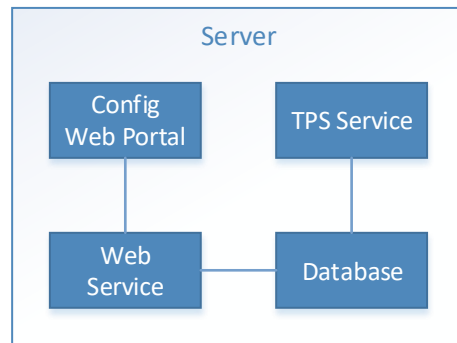 Server
Config
Web Portal
TPS Service
Web
Service
Database